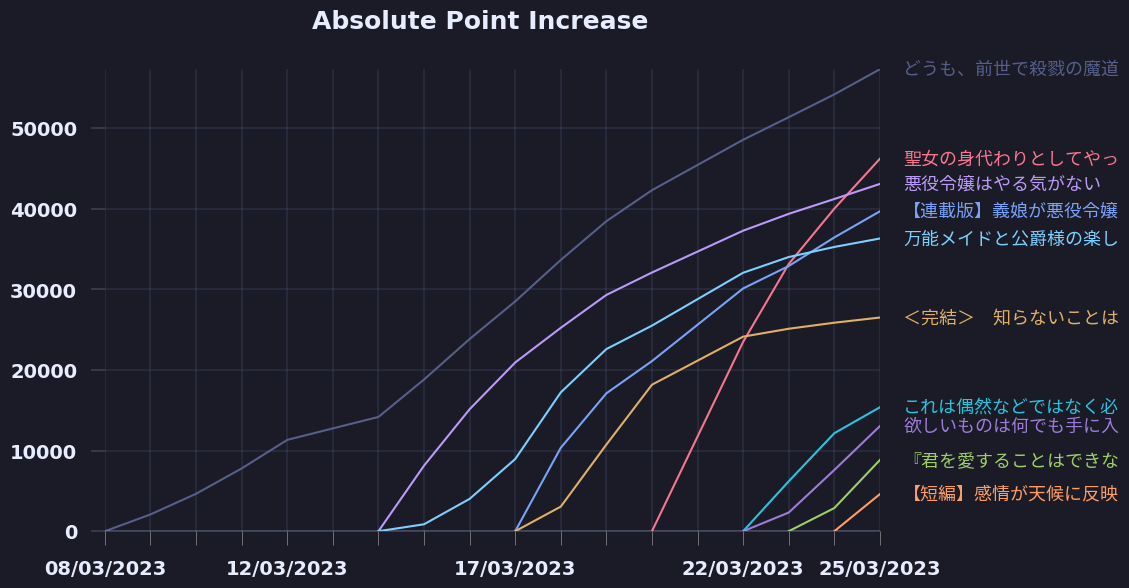 Absolute Point Increase
どうも、前世で殺戮の魔道
聖女の身代わりとしてやっ
悪役令嬢はやる気がない
【連載版】義娘が悪役令嬢
万能メイドと公爵様の楽し
＜完結＞　知らないことは
これは偶然などではなく必
欲しいものは何でも手に入
『君を愛することはできな
【短編】感情が天候に反映
50000
40000
30000
20000
10000
0
08/03/2023
12/03/2023
17/03/2023
22/03/2023
25/03/2023